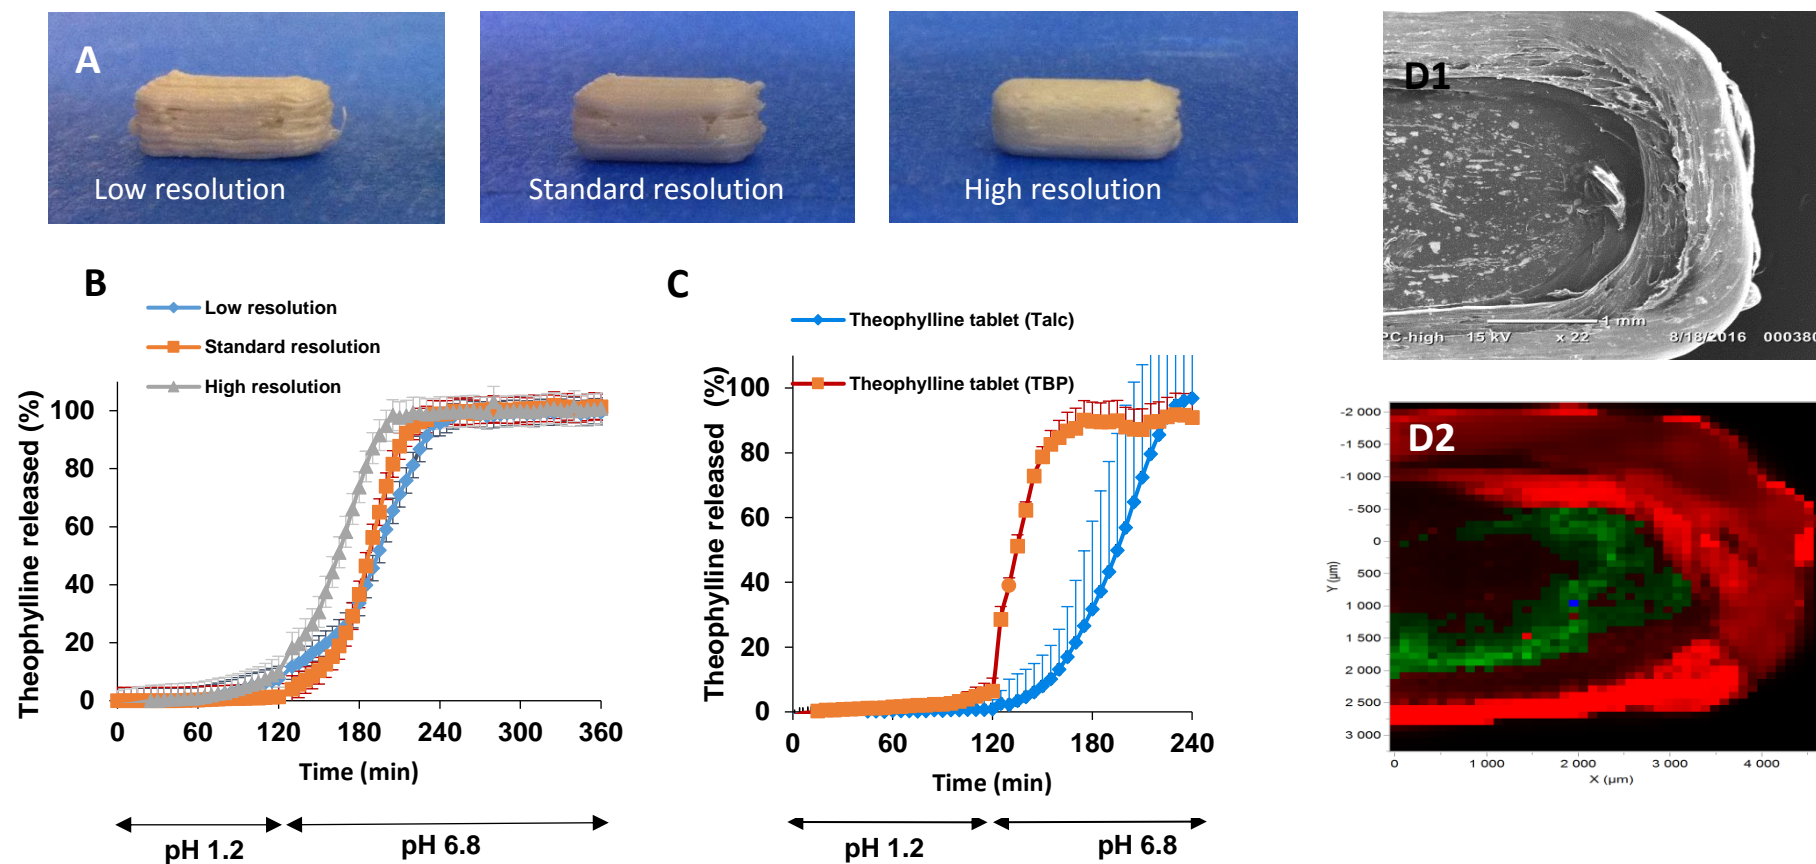 A
Low resolution
Standard resolution
High resolution
D1
PC-high 15 kV x 22 1 mm 8/18/2016 000380
B
Low resolution
Standard resolution
High resolution
Theophylline released (%)
100
80
60
40
20
0
0 60 120 180 240 300 360
Time (min)
pH 1.2
pH 6.8
C
Theophylline tablet (Talc)
Theophylline tablet (TBP)
Theophylline released (%)
100
80
60
40
20
0
0 60 120 180 240
Time (min)
pH 1.2
pH 6.8
D2
-2 000
-1 500
-1 000
- 500
0
500
1 000
1 500
2 000
2 500
3 000
Y (µm)
0 1 000 2 000 3 000 4 000
X (µm)